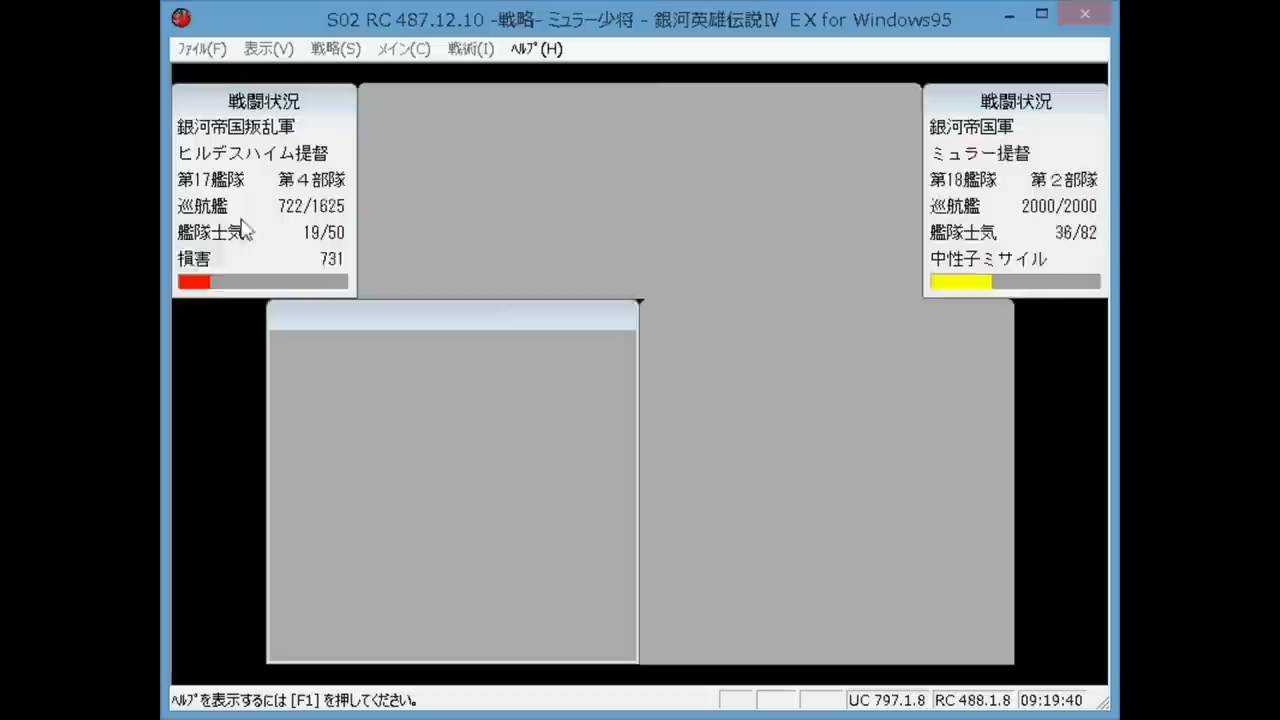 S02 RC 487.12.10 -戦略- ミュラー少将 - 銀河英雄伝説Ⅳ EX for Windows95
ファイル(F) 表示(V) 戦略(S) メイン(C) 戦術(I) ヘルプ(H)
戦闘状況
銀河帝国叛乱軍
ヒルデスハイム提督
第17艦隊 第４部隊
巡航艦 722/1625
艦隊士気 19/50
損害 731
戦闘状況
銀河帝国軍
ミュラー提督
第18艦隊 第２部隊
巡航艦 2000/2000
艦隊士気 36/82
中性子ミサイル
ヘルプを表示するには [F1] を押してください。
UC 797.1.8 RC 488.1.8 09:19:40